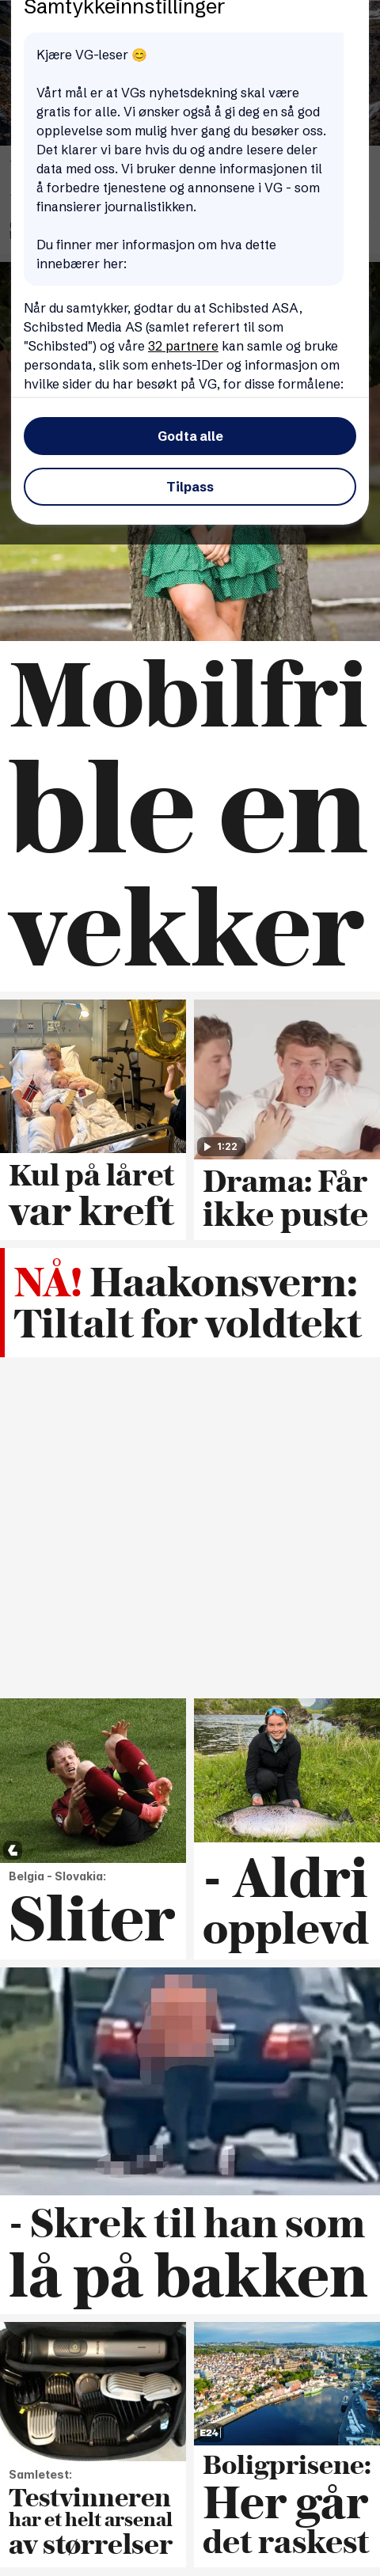 Samtykkeinnstillinger
Kjære VG-leser 😊
Vårt mål er at VGs nyhetsdekning skal være
gratis for alle. Vi ønsker også å gi deg en så god
opplevelse som mulig hver gang du besøker oss.
Det klarer vi bare hvis du og andre lesere deler
data med oss. Vi bruker denne informasjonen til
å forbedre tjenestene og annonsene i VG - som
finansierer journalistikken.
Du finner mer informasjon om hva dette
innebærer her:
Når du samtykker, godtar du at Schibsted ASA,
Schibsted Media AS (samlet referert til som
"Schibsted") og våre 32 partnere kan samle og bruke
persondata, slik som enhets-IDer og informasjon om
hvilke sider du har besøkt på VG, for disse formålene:
Godta alle
Tilpass
Mobilfri
ble en
vekker
1:22
Kul på låret
var kreft
Drama: Får
ikke puste
NÅ! Haakonsvern:
Tiltalt for voldtekt
Belgia - Slovakia:
Sliter
- Aldri
opplevd
- Skrek til han som
lå på bakken
E24
Samletest:
Testvinneren
har et helt arsenal
av størrelser
Boligprisene:
Her går
det raskest